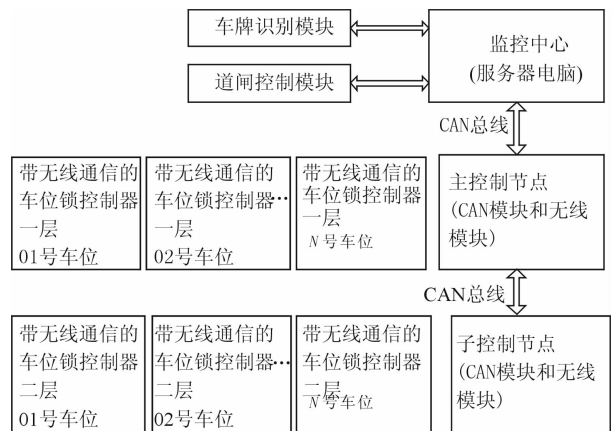 车牌识别模块
监控中心
(服务器电脑)
道闸控制模块
CAN总线
带无线通信的
车位锁控制器
一层
01号车位
带无线通信的
车位锁控制器…
一层
02号车位
带无线通信的
车位锁控制器
一层
N号车位
主控制节点
(CAN模块和无线
模块)
CAN总线
带无线通信的
车位锁控制器
二层
01号车位
带无线通信的
车位锁控制器…
二层
02号车位
带无线通信的
车位锁控制器
二层
N号车位
子控制节点
(CAN模块和无线
模块)